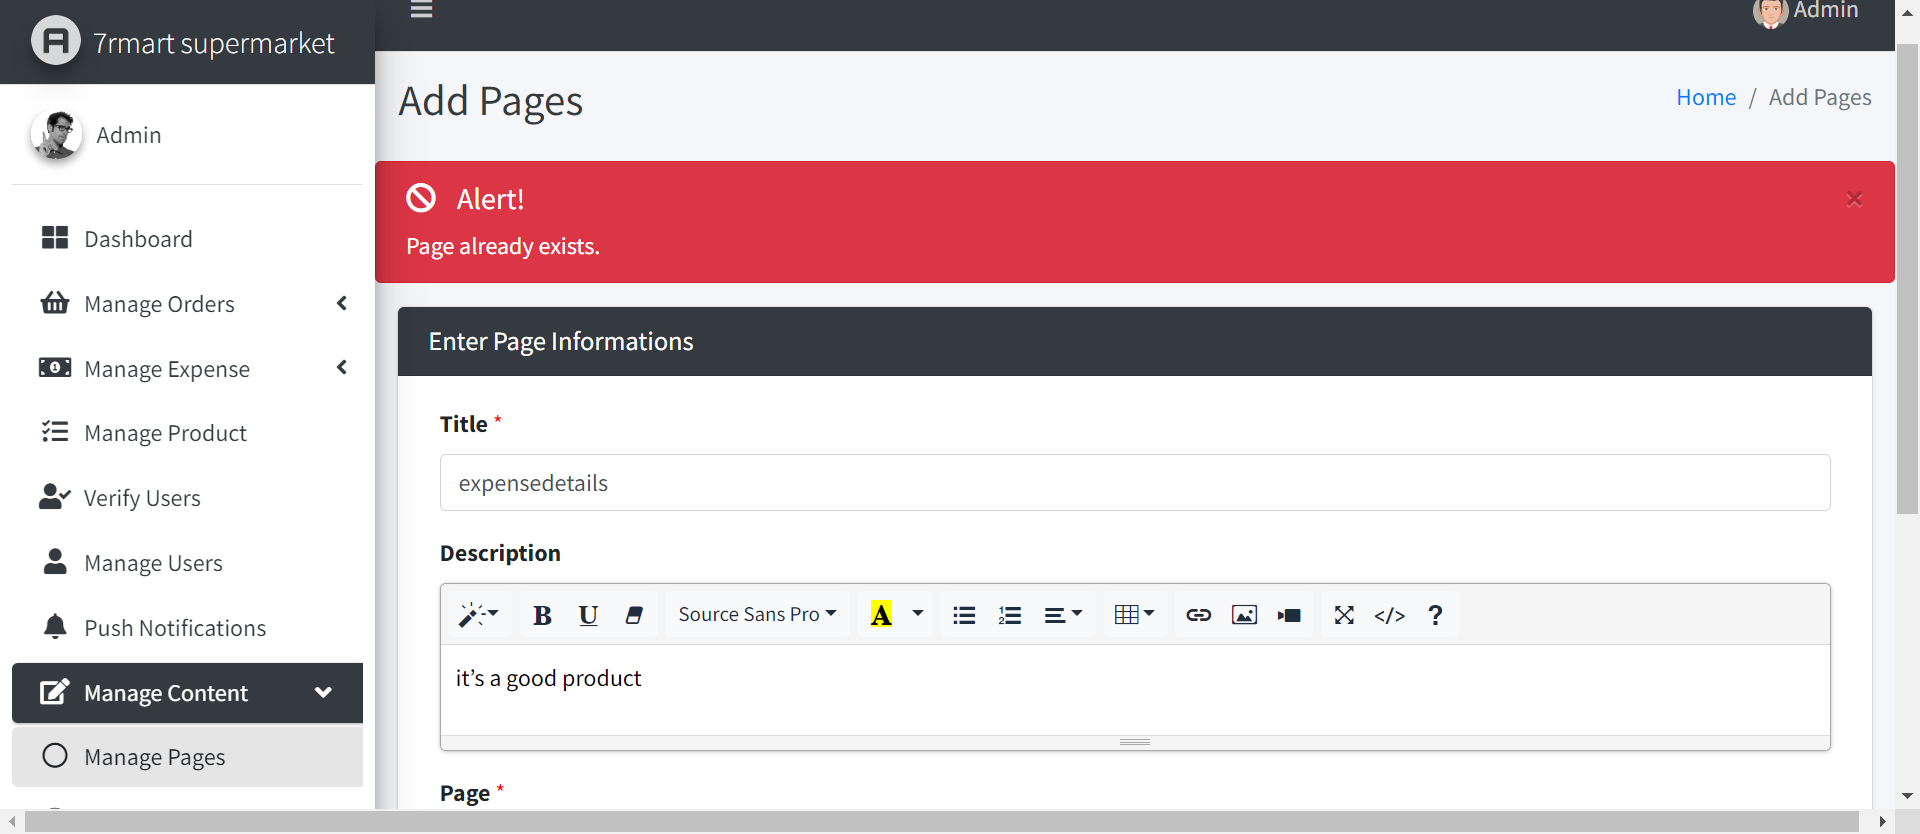 7rmart supermarket
Admin
Admin
Dashboard
Manage Orders
Manage Expense
Manage Product
Verify Users
Manage Users
Push Notifications
Manage Content
Manage Pages
Add Pages
Home / Add Pages
Alert!
×
Page already exists.
Enter Page Informations
Title *
expensedetails
Description
B U Source Sans Pro A </> ?
it’s a good product
Page *